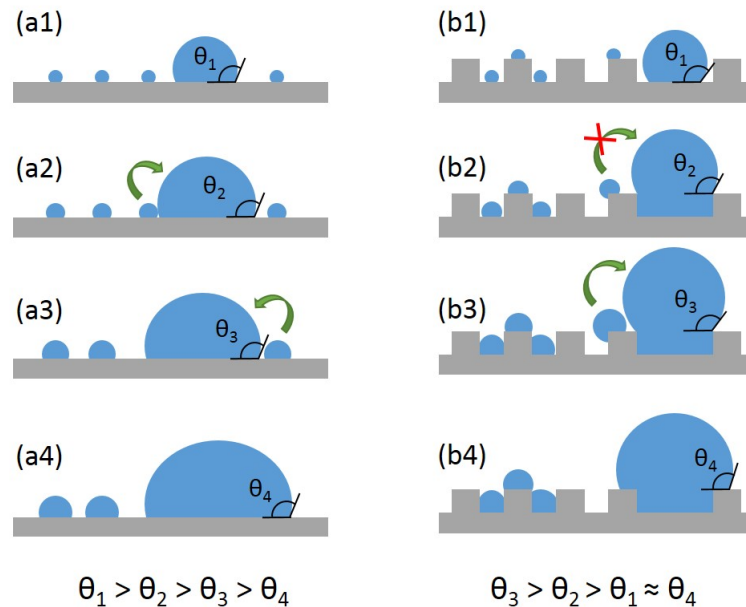 (a1)
θ₁
(b1)
θ₁
(a2)
θ₂
(b2)
θ₂
(a3)
θ₃
(b3)
θ₃
(a4)
θ₄
(b4)
θ₄
θ₁ > θ₂ > θ₃ > θ₄
θ₃ > θ₂ > θ₁ ≈ θ₄